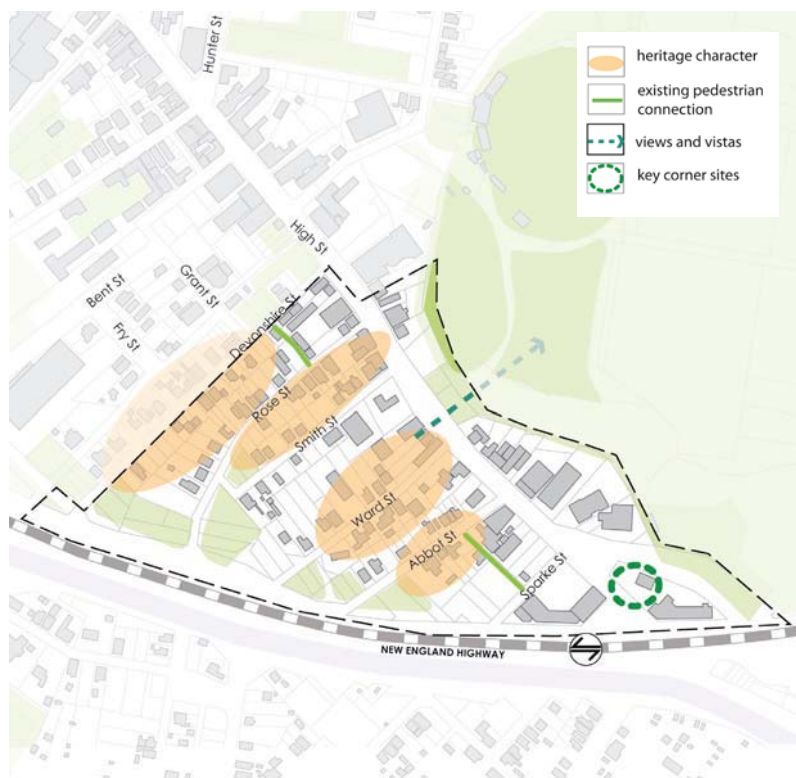 Hunter St
heritage character
existing pedestrian
connection
views and vistas
key corner sites
High St
Bent St
Grant St
Fry St
Devonshire St
Rose St
Smith St
Ward St
Abbot St
Sparke St
NEW ENGLAND HIGHWAY